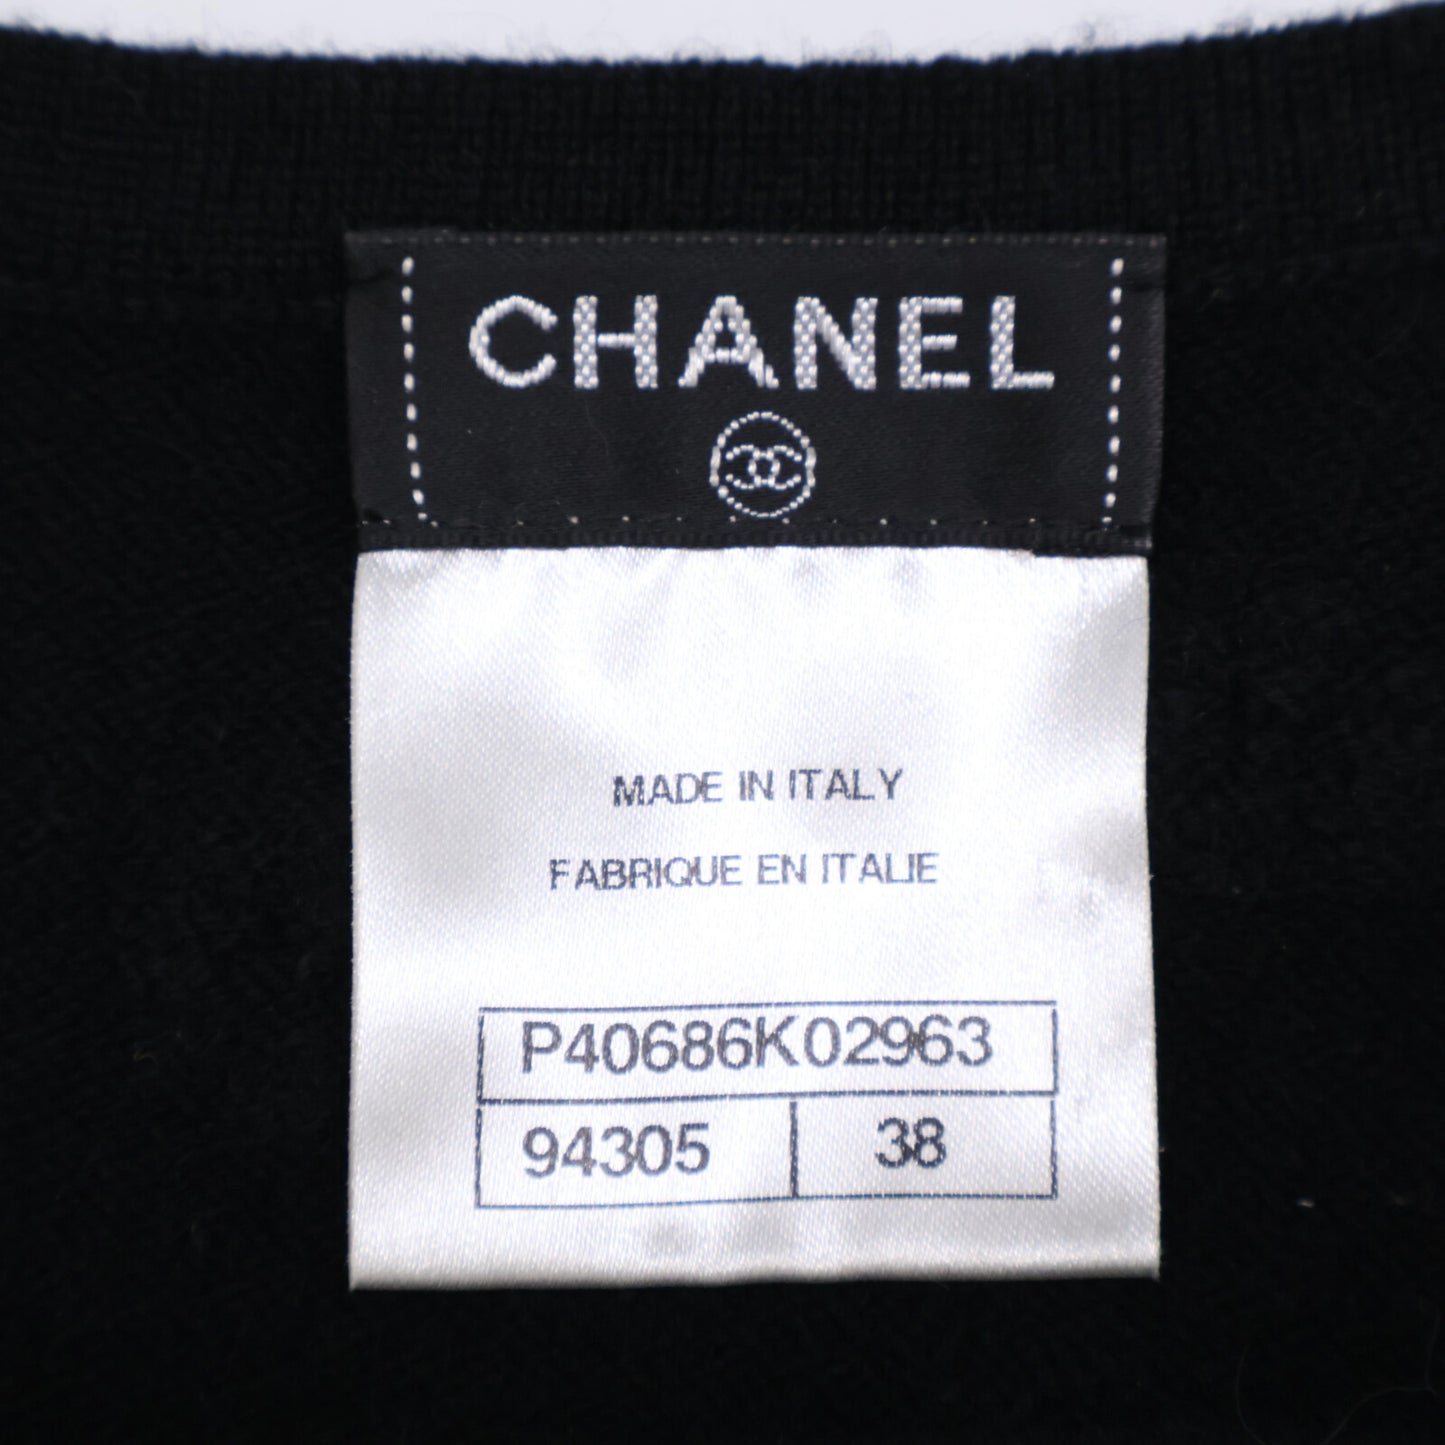 CHANEL
MADE IN ITALY
FABRIQUE EN ITALIE
P40686K02963
94305 38